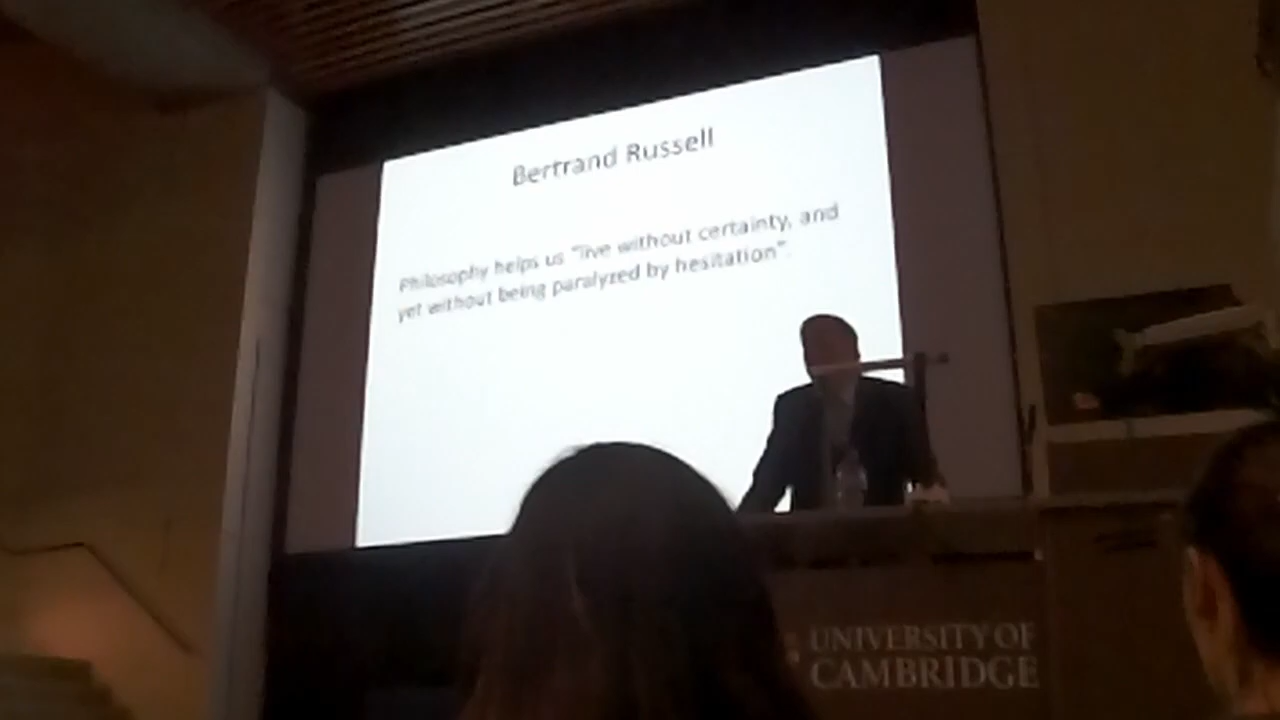 Bertrand Russell
Philosophy helps us "live without certainty, and
yet without being paralyzed by hesitation".
UNIVERSITY OF
CAMBRIDGE